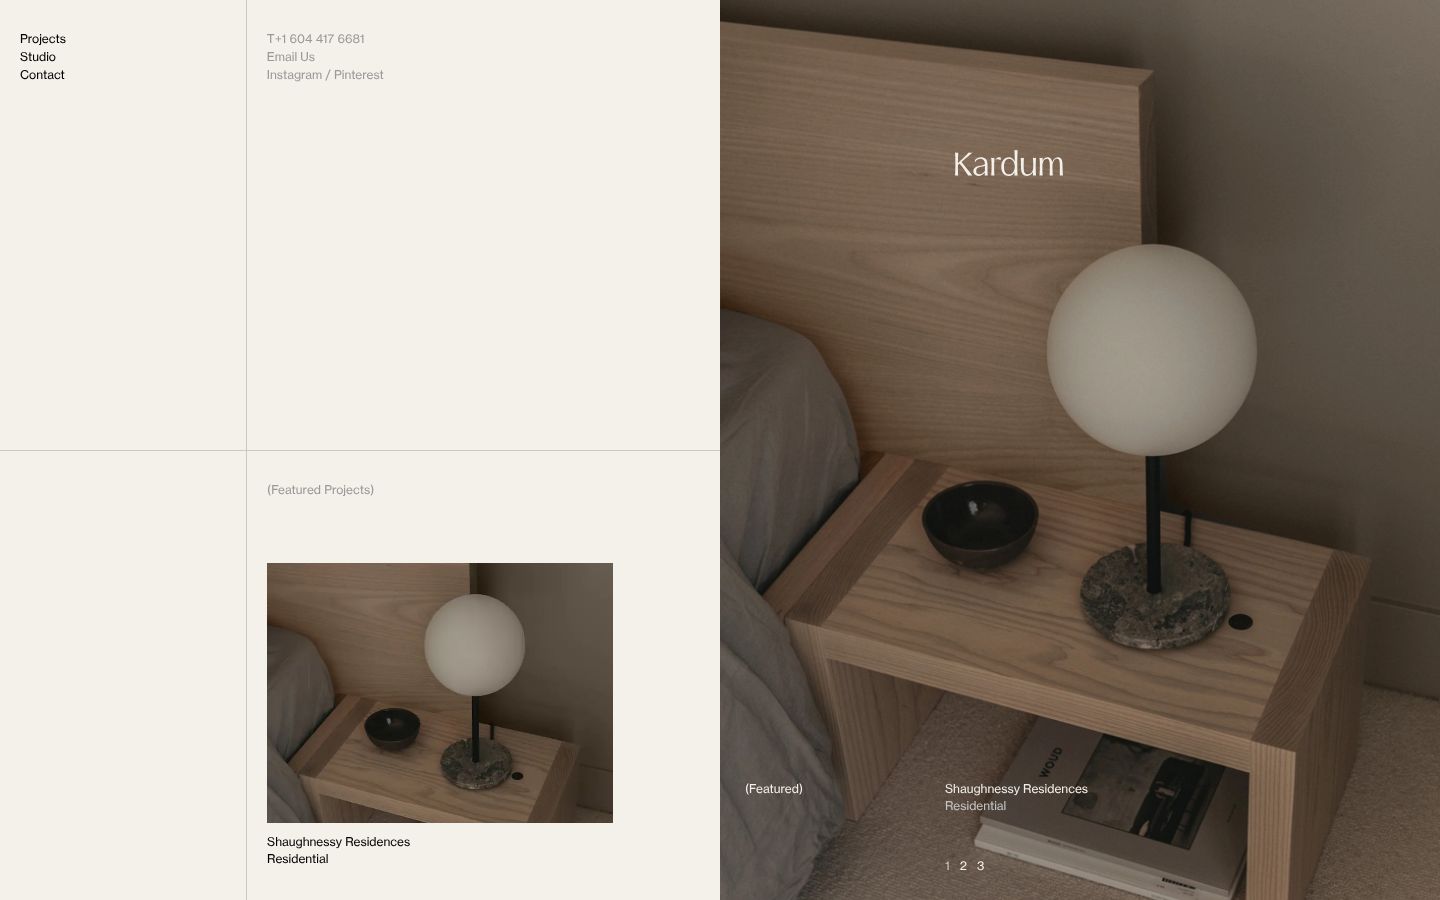 Projects
Studio
Contact
T+1 604 417 6681
Email Us
Instagram / Pinterest
(Featured Projects)
Shaughnessy Residences
Residential
Kardum
WOUD
(Featured)
Shaughnessy Residences
Residential
1 2 3